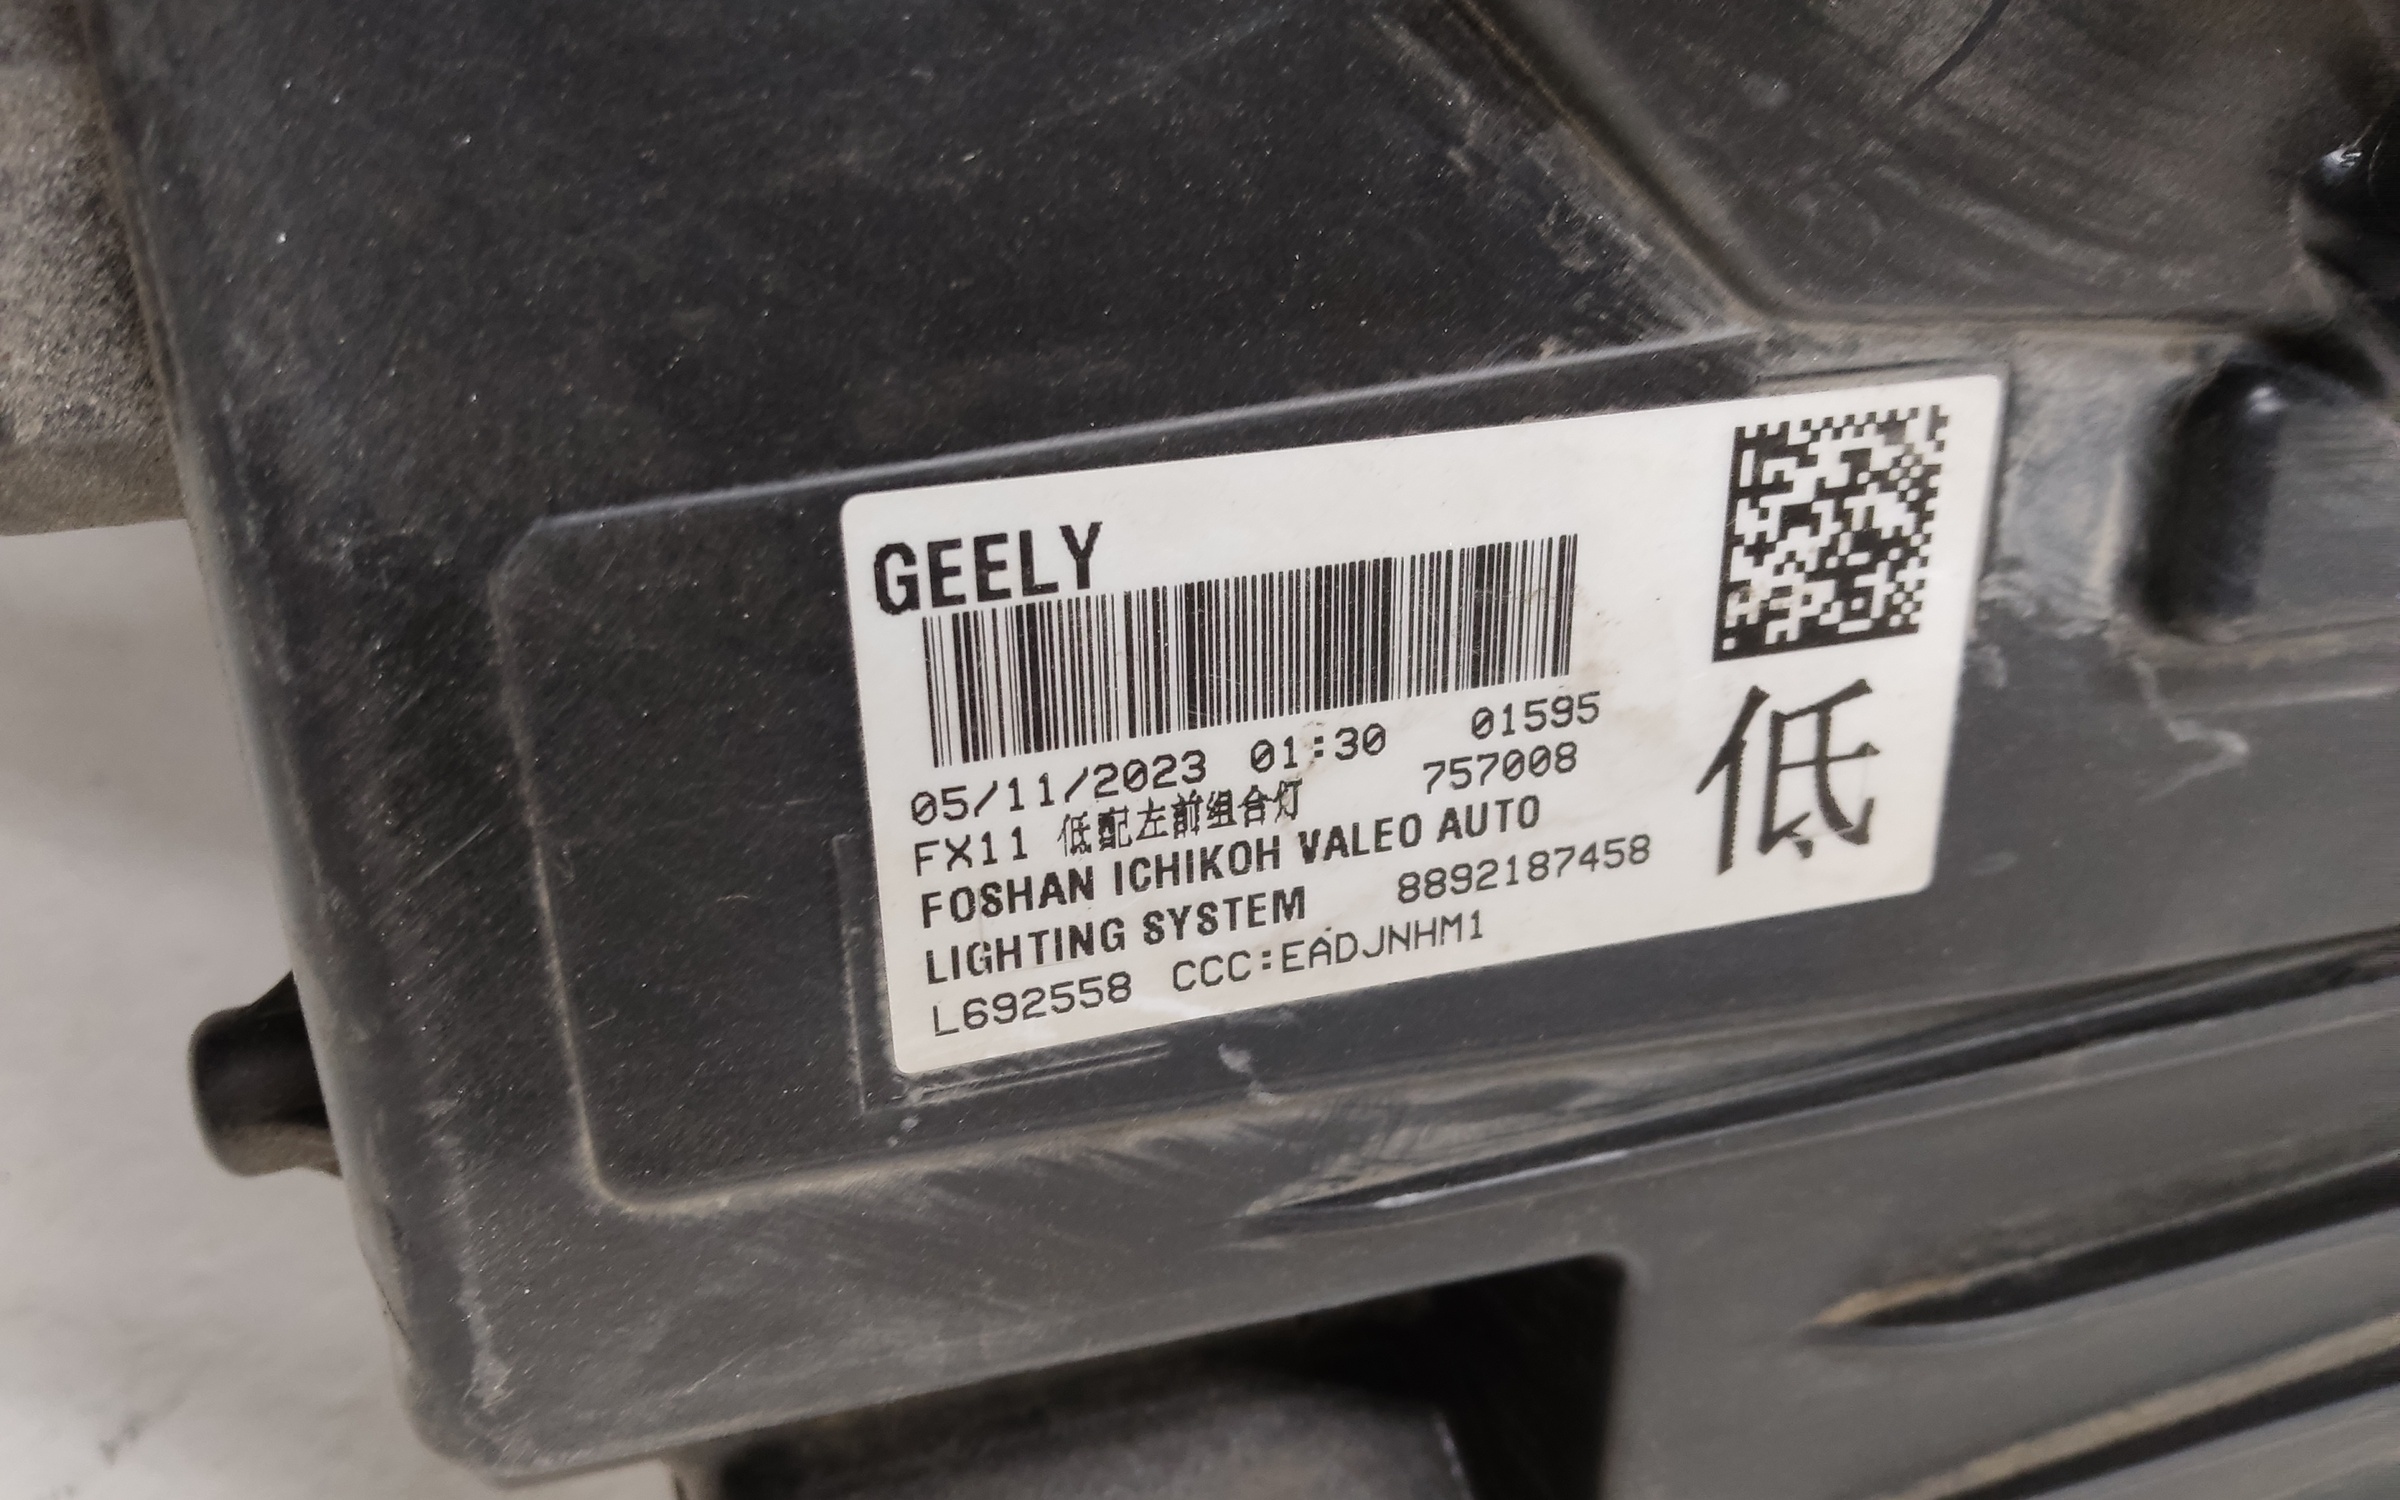 GEELY
05/11/2023 01:30 01595
FX11 低配左前组合灯 757008
FOSHAN ICHIKOH VALEO AUTO
LIGHTING SYSTEM 8892187458
L692558 CCC:EADJNHM1
低